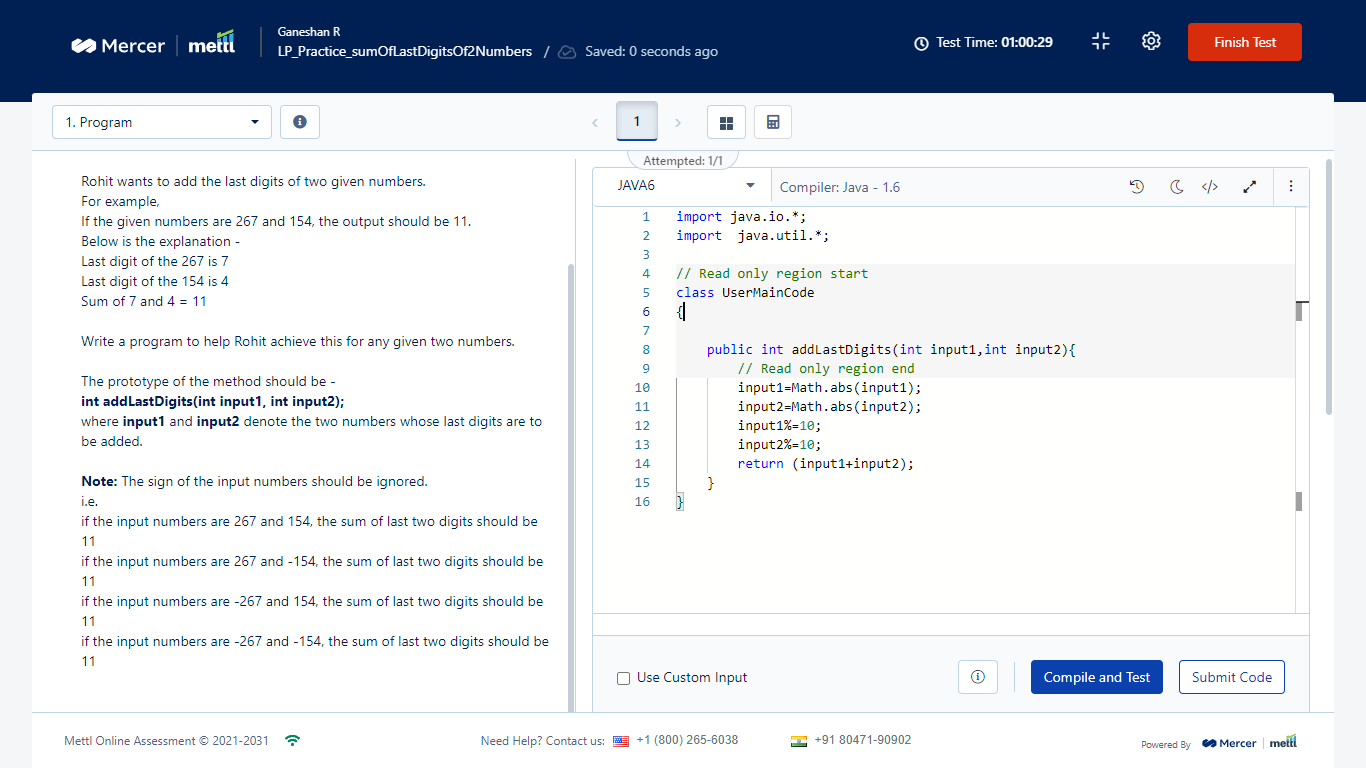 Mercer mettl
Ganeshan R
LP_Practice_sumOfLastDigitsOf2Numbers / Saved: 0 seconds ago
Test Time: 01:00:29
Finish Test
1. Program
1
Attempted: 1/1
Rohit wants to add the last digits of two given numbers.
For example,
If the given numbers are 267 and 154, the output should be 11.
Below is the explanation -
Last digit of the 267 is 7
Last digit of the 154 is 4
Sum of 7 and 4 = 11
Write a program to help Rohit achieve this for any given two numbers.
The prototype of the method should be -
int addLastDigits(int input1, int input2);
where input1 and input2 denote the two numbers whose last digits are to
be added.
Note: The sign of the input numbers should be ignored.
i.e.
if the input numbers are 267 and 154, the sum of last two digits should be
11
if the input numbers are 267 and -154, the sum of last two digits should be
11
if the input numbers are -267 and 154, the sum of last two digits should be
11
if the input numbers are -267 and -154, the sum of last two digits should be
11
JAVA6
Compiler: Java - 1.6
1 import java.io.*;
2 import  java.util.*;
3
4 // Read only region start
5 class UserMainCode
6 {
7
8     public int addLastDigits(int input1,int input2){
9         // Read only region end
10         input1=Math.abs(input1);
11         input2=Math.abs(input2);
12         input1%=10;
13         input2%=10;
14         return (input1+input2);
15     }
16 }
Use Custom Input
Compile and Test
Submit Code
Mettl Online Assessment © 2021-2031
Need Help? Contact us: +1 (800) 265-6038
+91 80471-90902
Powered By Mercer mettl